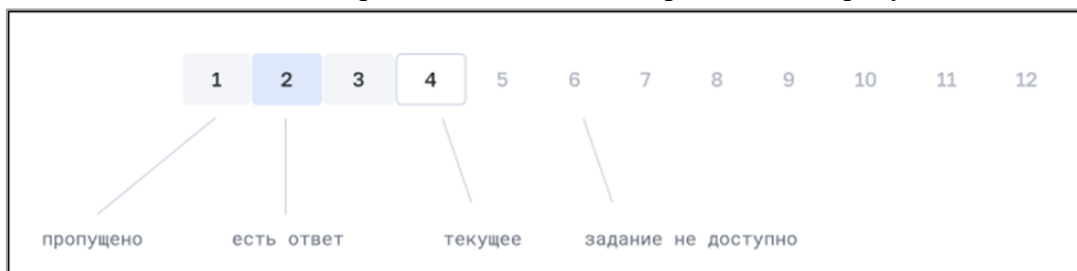 1 2 3 4 5 6 7 8 9 10 11 12
пропущено есть ответ текущее задание не доступно